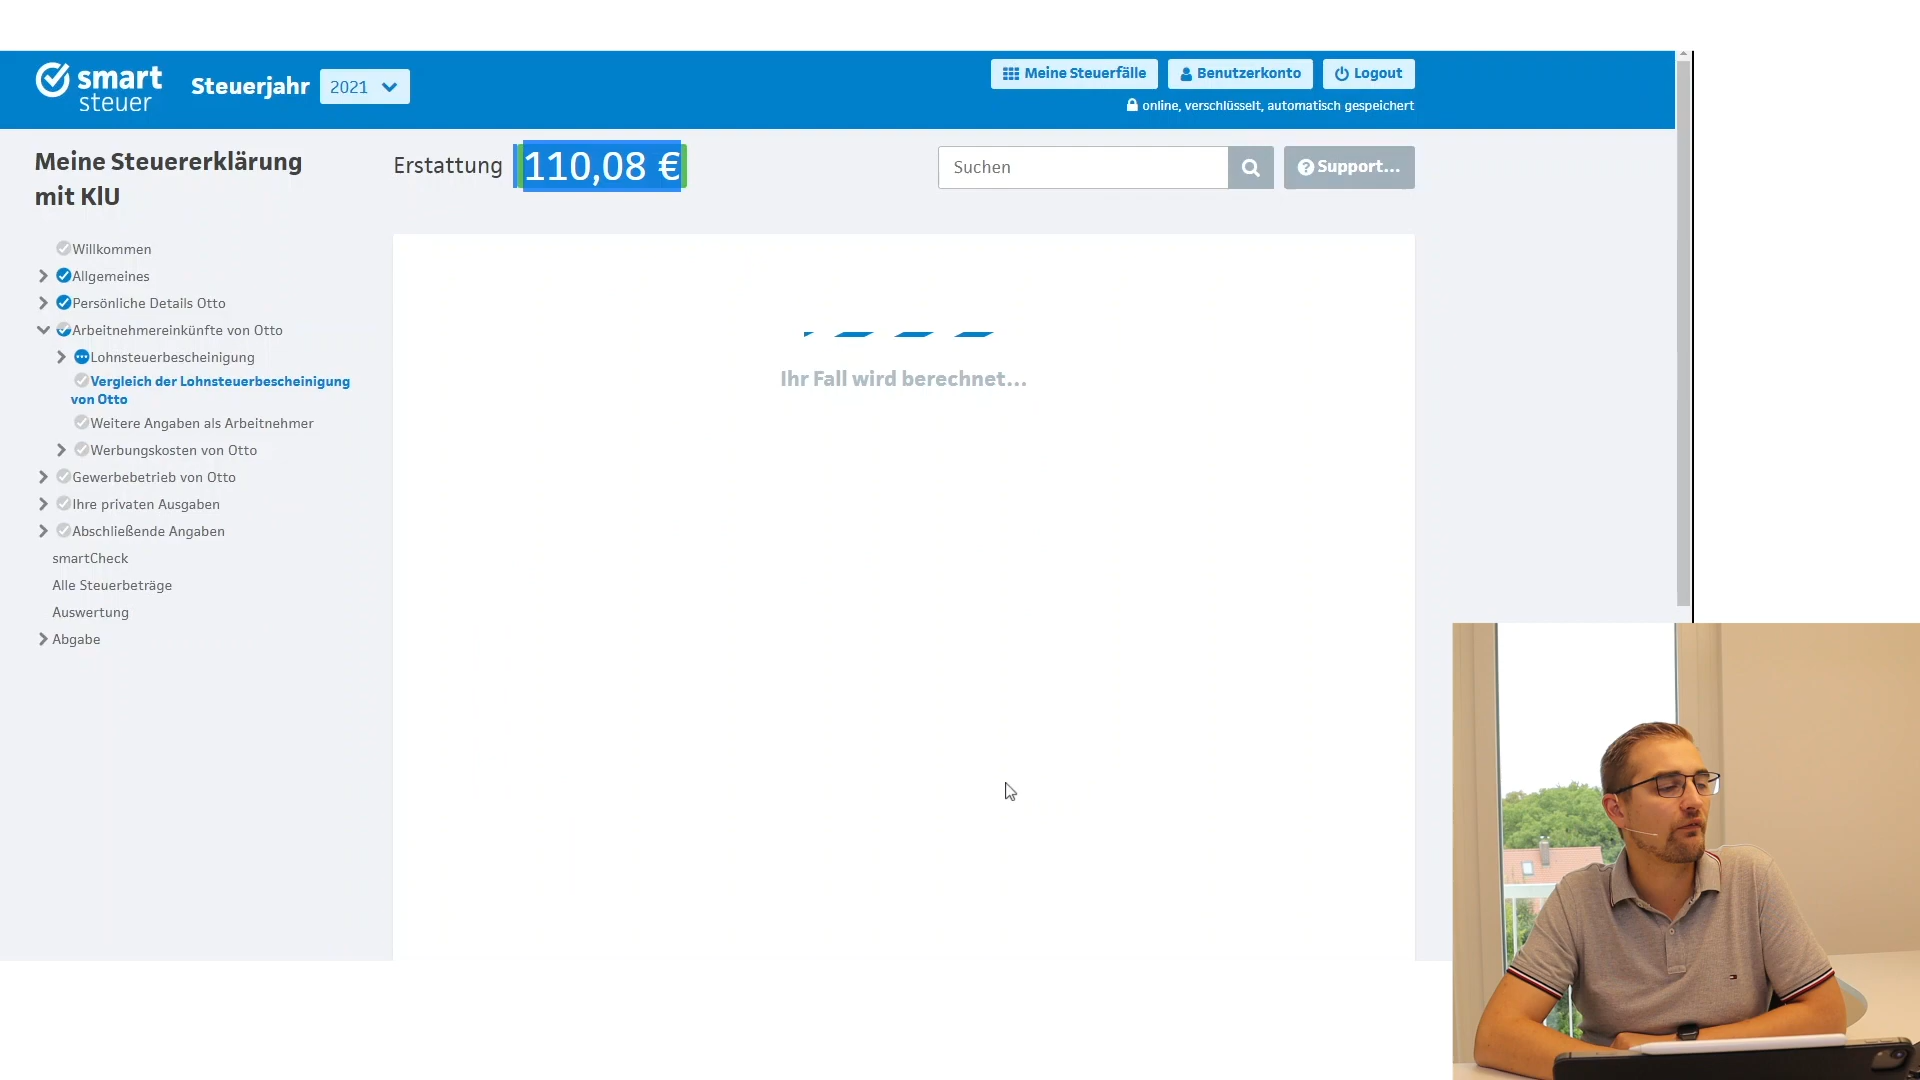 smart
steuer
Steuerjahr
2021
Meine Steuerfälle
Benutzerkonto
Logout
online, verschlüsselt, automatisch gespeichert
Meine Steuererklärung
mit KlU
Erstattung
110,08 €
Suchen
Support...
Willkommen
Allgemeines
Persönliche Details Otto
Arbeitnehmereinkünfte von Otto
Lohnsteuerbescheinigung
Vergleich der Lohnsteuerbescheinigung
von Otto
Weitere Angaben als Arbeitnehmer
Werbungskosten von Otto
Gewerbebetrieb von Otto
Ihre privaten Ausgaben
Abschließende Angaben
smartCheck
Alle Steuerbeträge
Auswertung
Abgabe
Ihr Fall wird berechnet...